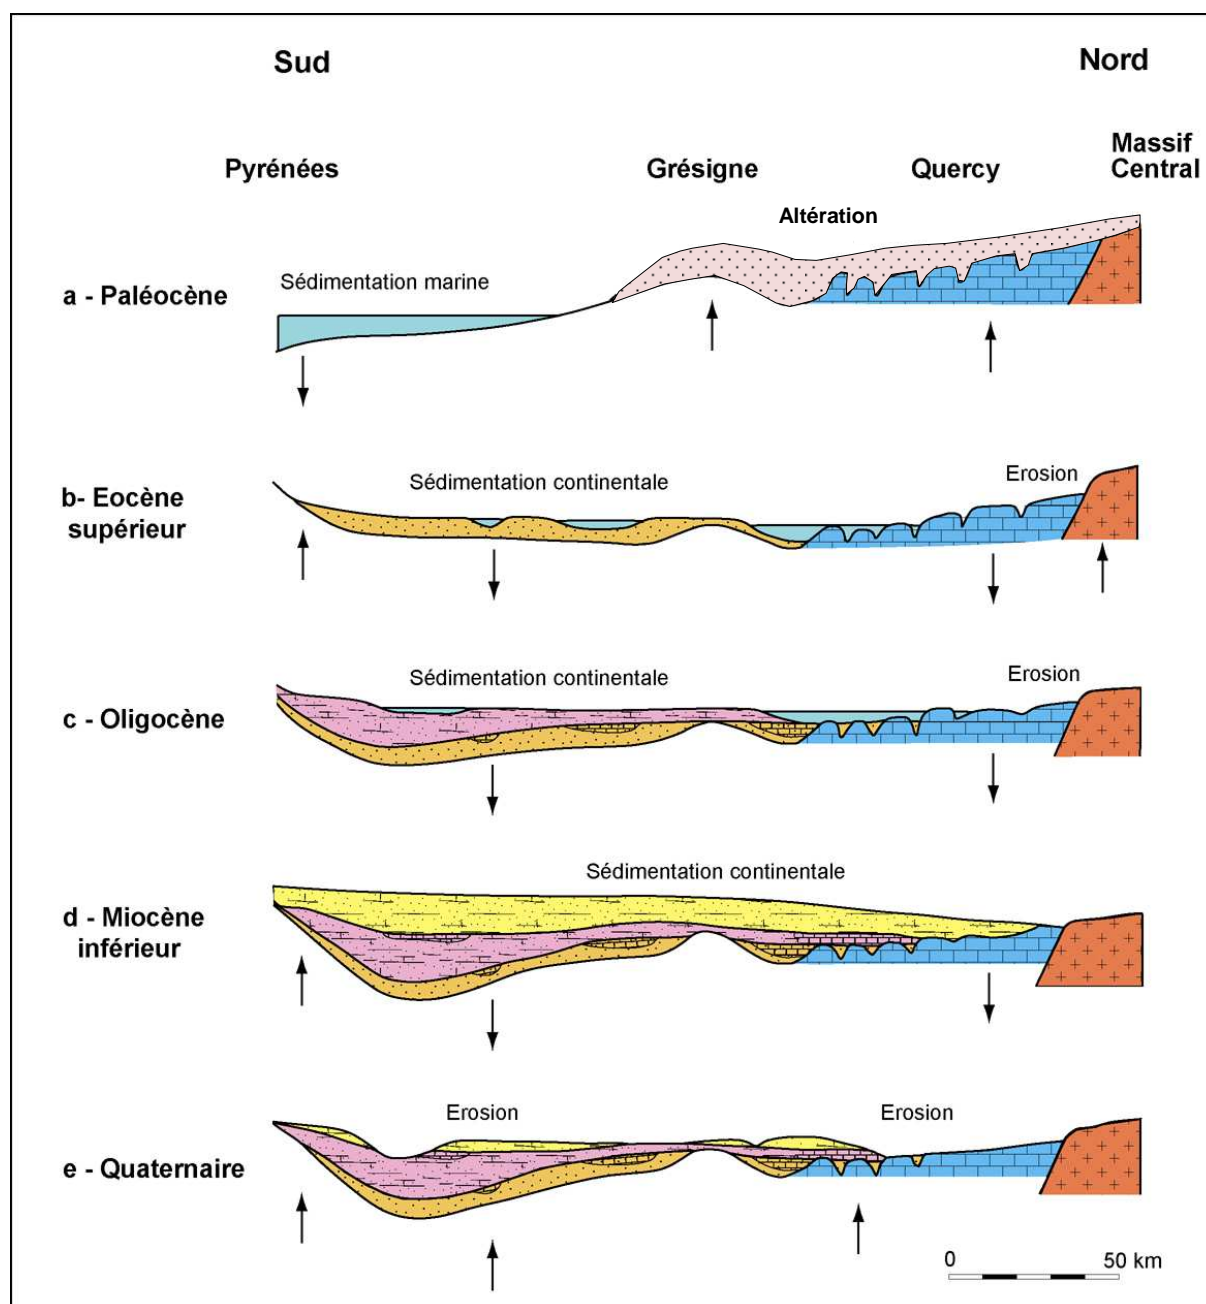 Sud
Nord
Pyrénées
Grésigne
Quercy
Massif
Central
Altération
Sédimentation marine
a - Paléocène
Sédimentation continentale
Erosion
b- Eocène
supérieur
Sédimentation continentale
Erosion
c - Oligocène
Sédimentation continentale
d - Miocène
inférieur
Erosion
Erosion
e - Quaternaire
0
50 km